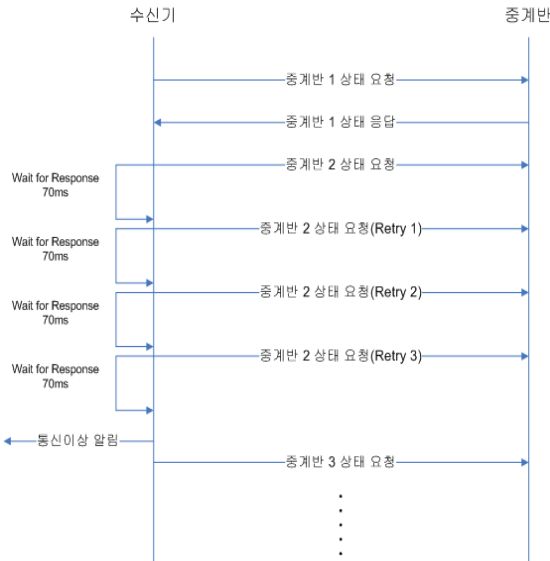 수신기
중계반
중계반 1 상태 요청
중계반 1 상태 응답
중계반 2 상태 요청
Wait for Response
70ms
중계반 2 상태 요청(Retry 1)
Wait for Response
70ms
중계반 2 상태 요청(Retry 2)
Wait for Response
70ms
중계반 2 상태 요청(Retry 3)
Wait for Response
70ms
통신이상 알림
중계반 3 상태 요청